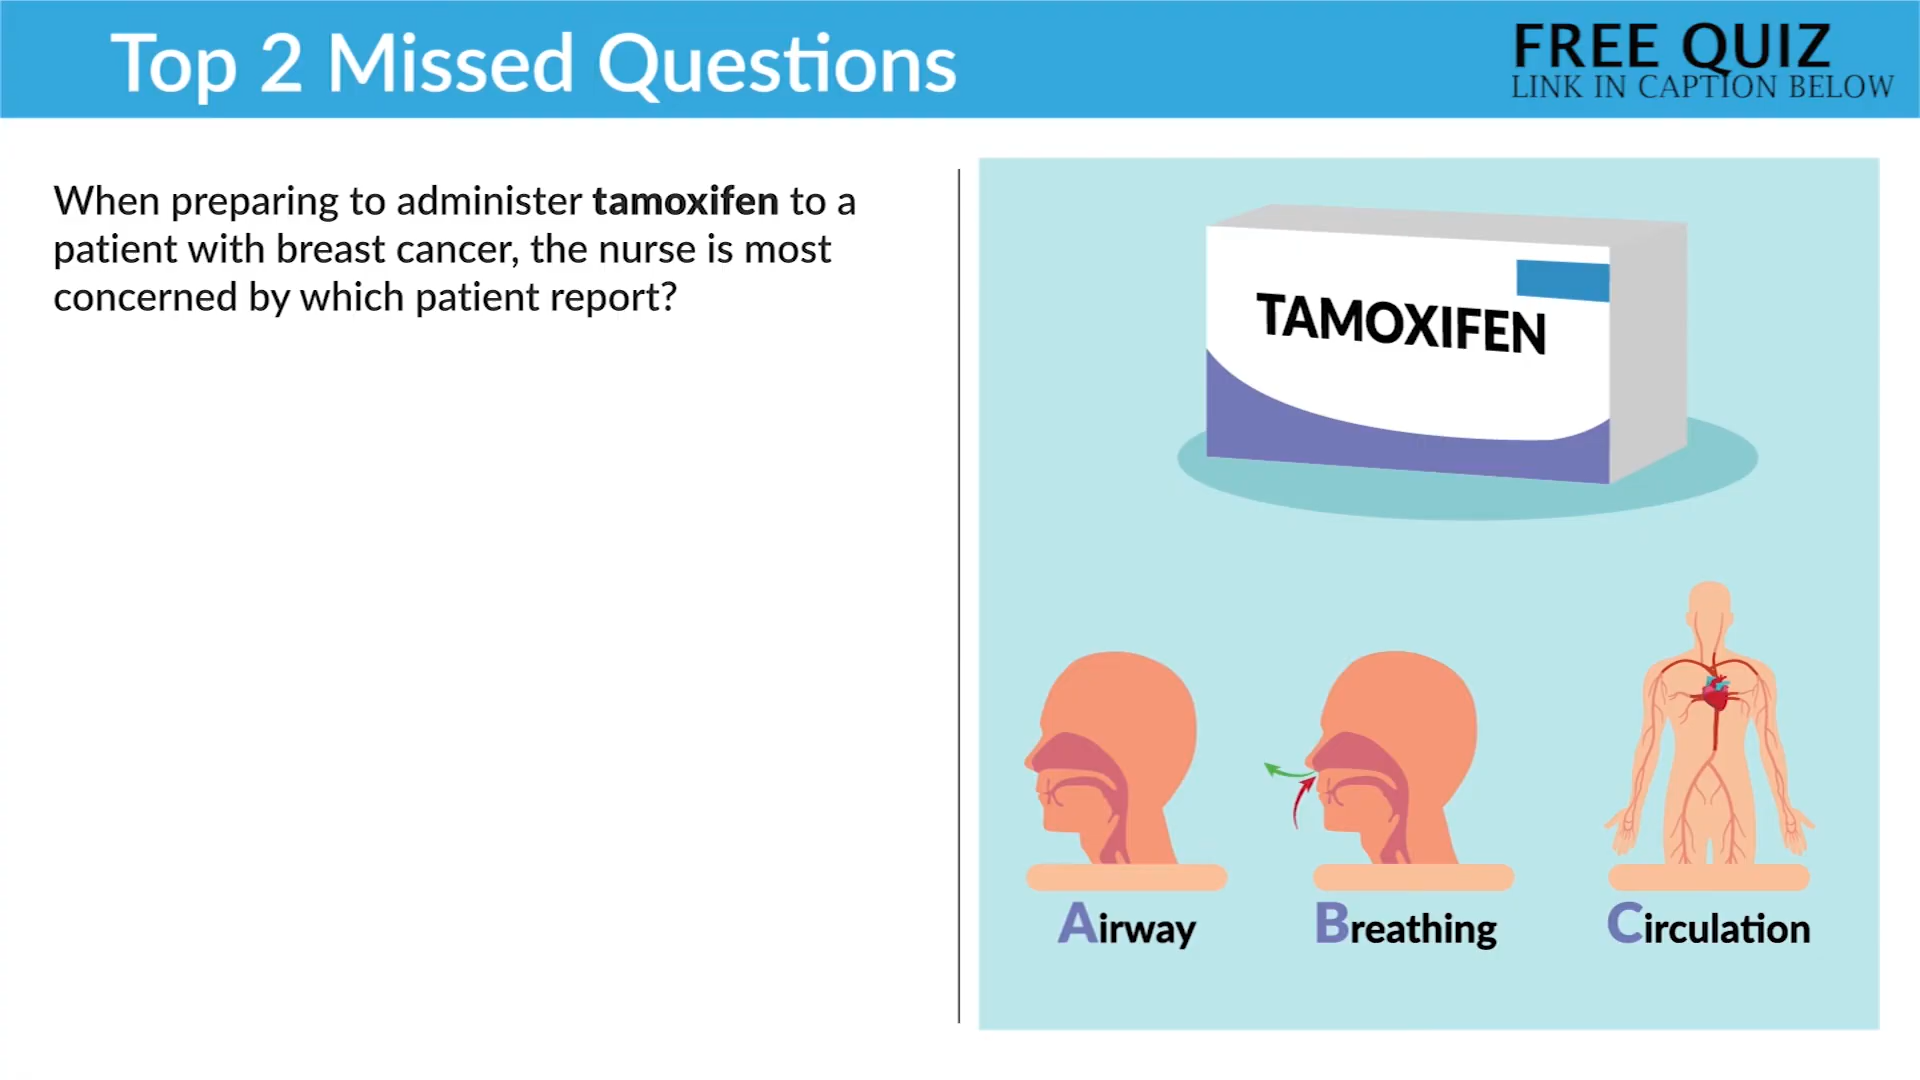 Top 2 Missed Questions
FREE QUIZ
LINK IN CAPTION BELOW
When preparing to administer tamoxifen to a
patient with breast cancer, the nurse is most
concerned by which patient report?
TAMOXIFEN
Airway
Breathing
Circulation